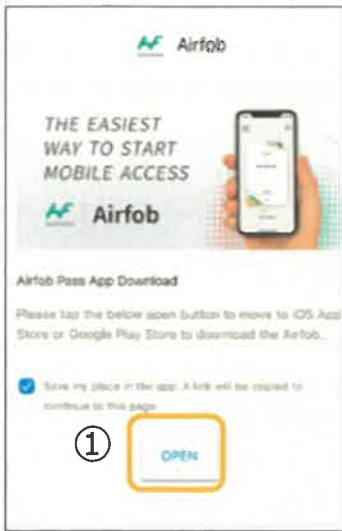 Airfob
THE EASIEST
WAY TO START
MOBILE ACCESS
Airfob
Airfob Pass App Download
Please tap the below open button to move to iOS App
Store or Google Play Store to download the Airfob...
Save my place in the app. A link will be copied to
continue to this page
① OPEN